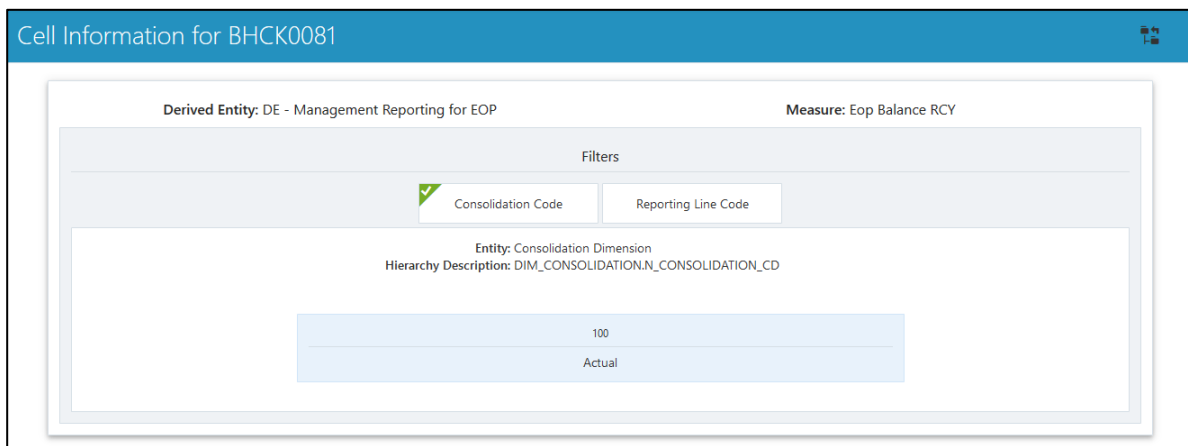 Cell Information for BHCK0081
Derived Entity: DE - Management Reporting for EOP Measure: Eop Balance RCY
Filters
Consolidation Code Reporting Line Code
Entity: Consolidation Dimension
Hierarchy Description: DIM_CONSOLIDATION.N_CONSOLIDATION_CD
100
Actual